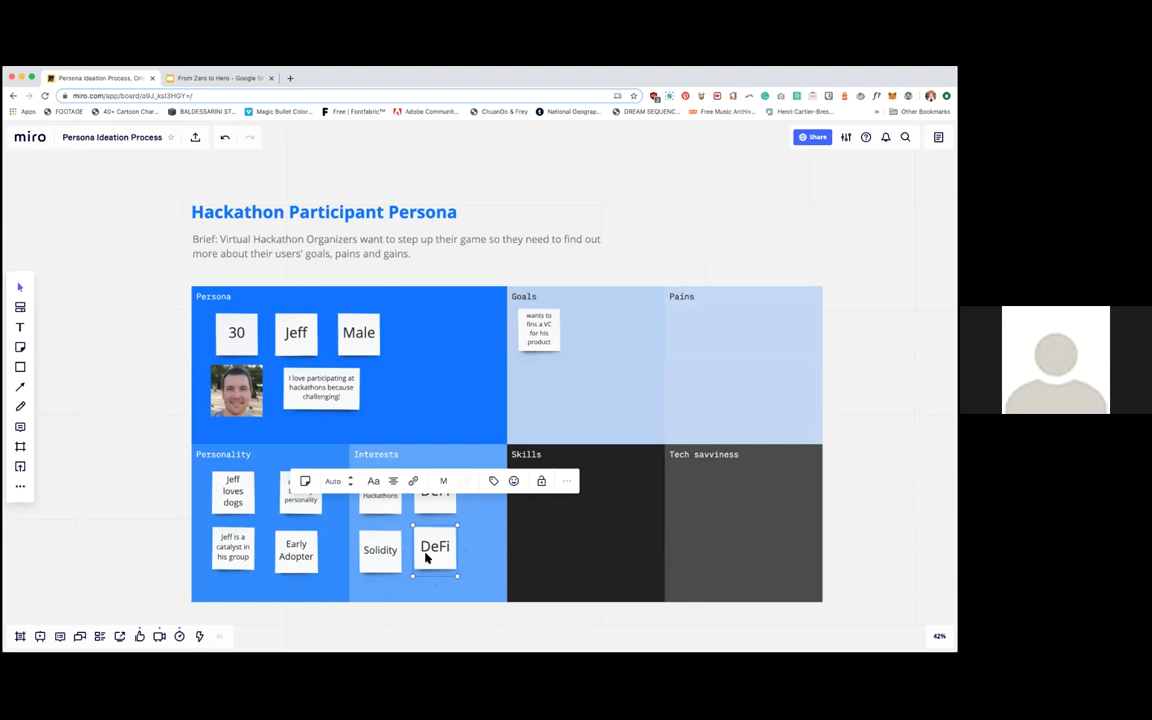 Persona Ideation Process, On
From Zero to Hero - Google Sl
miro.com/app/board/o9J_ksI3HGY=/
Apps
FOOTAGE
40+ Cartoon Char...
BALDESSARINI ST...
Magic Bullet Color...
Free | Fontfabric™
Adobe Communit...
ChuanDo & Frey
National Geograp...
DREAM SEQUENC...
Free Music Archiv...
Henri Cartier-Bres...
Other Bookmarks
miro
Persona Ideation Process
Share
Hackathon Participant Persona
Brief: Virtual Hackathon Organizers want to step up their game so they need to find out
more about their users' goals, pains and gains.
Persona
Goals
Pains
30
Jeff
Male
wants to
fins a VC
for his
product
I love participating at
hackathons because
challenging!
Personality
Interests
Skills
Tech savviness
Auto
Aa
M
Jeff
loves
dogs
personality
Hackathons
DeFi
Jeff is a
catalyst in
his group
Early
Adopter
Solidity
DeFi
42%